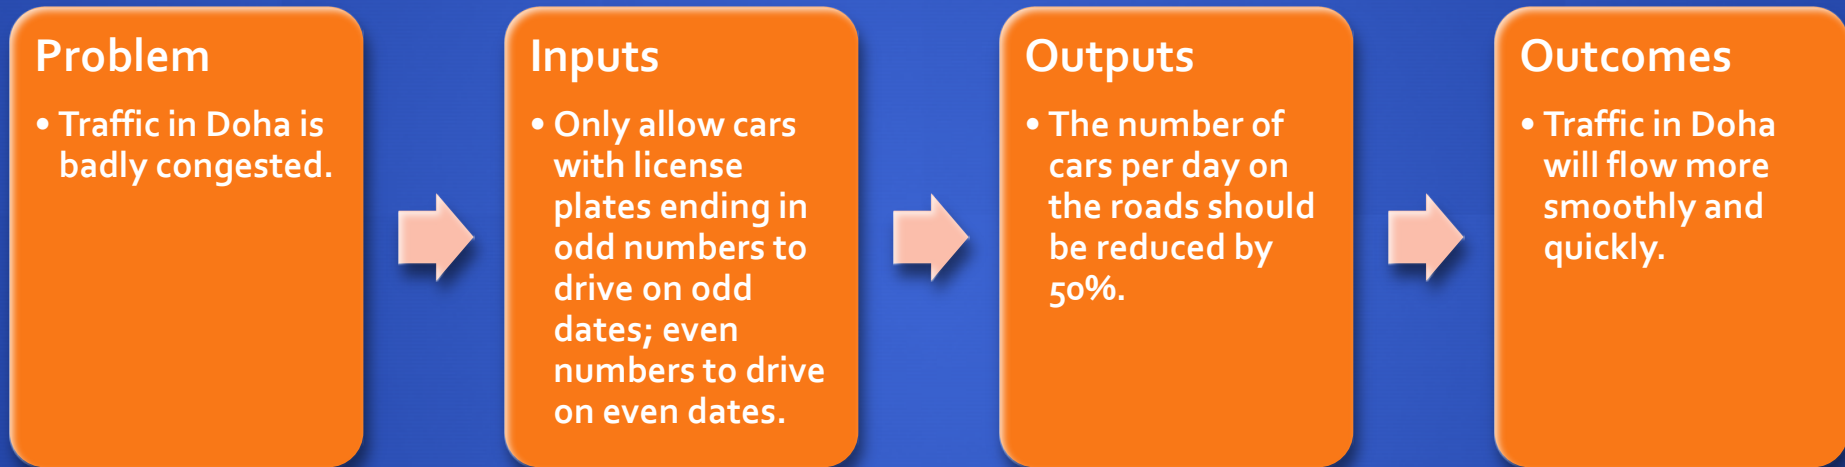 Problem
• Traffic in Doha is
badly congested.
Inputs
• Only allow cars
with license
plates ending in
odd numbers to
drive on odd
dates; even
numbers to drive
on even dates.
Outputs
• The number of
cars per day on
the roads should
be reduced by
50%.
Outcomes
• Traffic in Doha
will flow more
smoothly and
quickly.